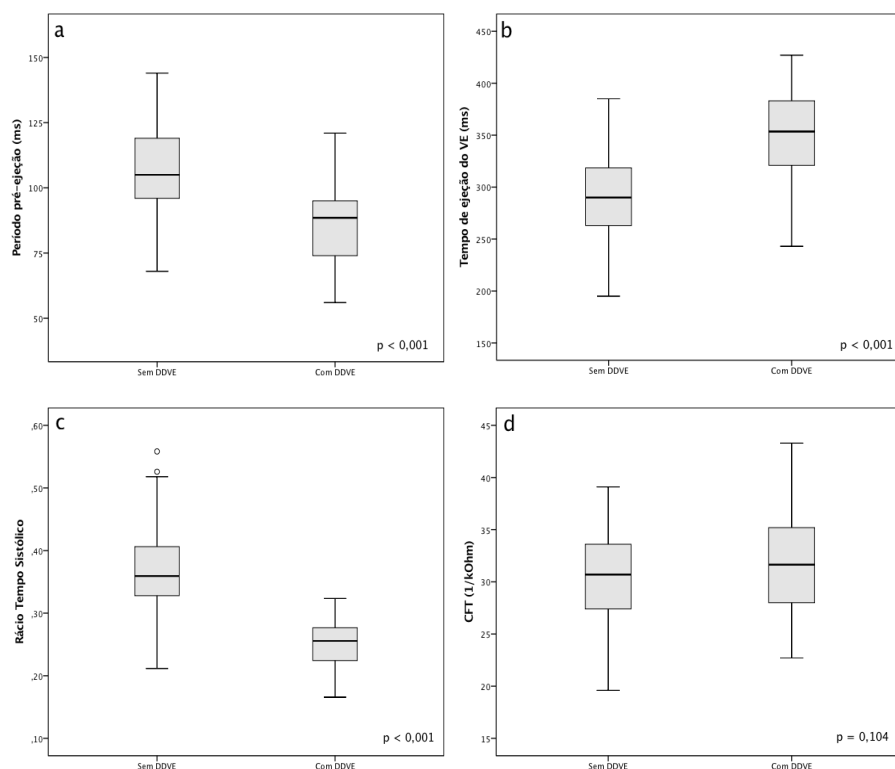 a
Período pré-ejeção (ms)
150
125
100
75
50
p < 0,001
Sem DDVE
Com DDVE
b
Tempo de ejeção do VE (ms)
450
400
350
300
250
200
150
p < 0,001
Sem DDVE
Com DDVE
c
Rácio Tempo Sistólico
,60
,50
,40
,30
,20
,10
p < 0,001
Sem DDVE
Com DDVE
d
CFT (1/kOhm)
45
40
35
30
25
20
15
p = 0,104
Sem DDVE
Com DDVE